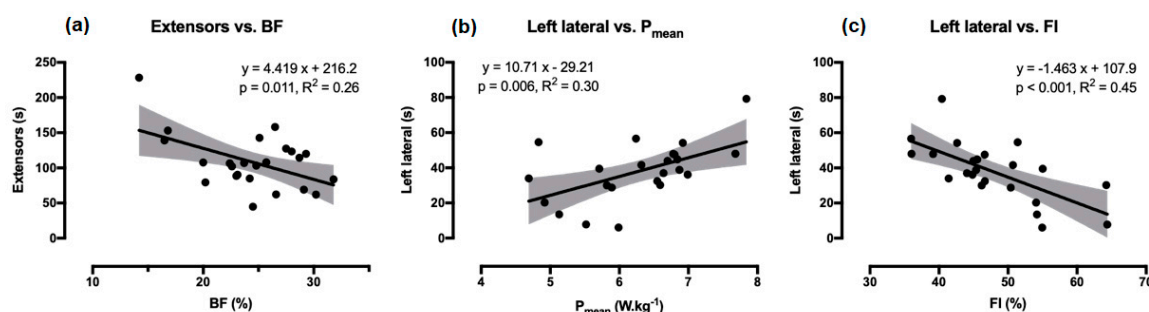 (a) Extensors vs. BF
y = 4.419 x + 216.2
p = 0.011, R² = 0.26
Extensors (s)
250
200
150
100
50
0
10 20 30
BF (%)
(b) Left lateral vs. Pmean
y = 10.71 x - 29.21
p = 0.006, R² = 0.30
Left lateral (s)
100
80
60
40
20
0
4 5 6 7 8
Pmean (W.kg-1)
(c) Left lateral vs. FI
y = -1.463 x + 107.9
p < 0.001, R² = 0.45
Left lateral (s)
100
80
60
40
20
0
30 40 50 60 70
FI (%)